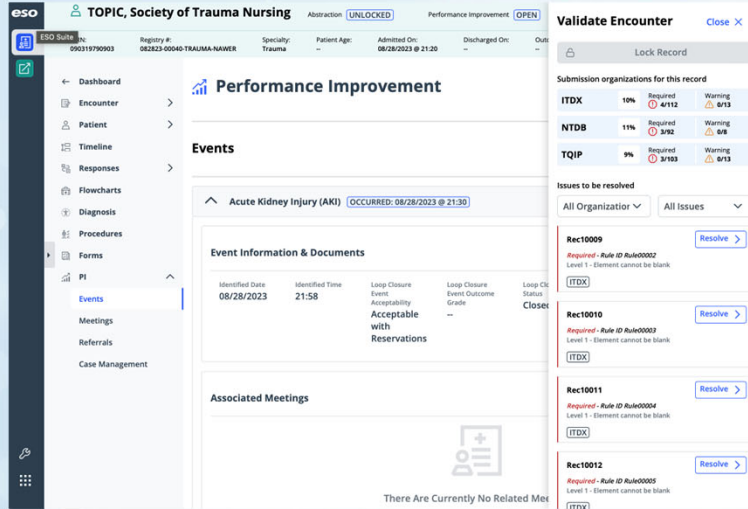 eso
TOPIC, Society of Trauma Nursing
Abstraction UNLOCKED
Performance Improvement OPEN
ESO Suite
Registry #:
082823-00040-TRAUMA-NAWER
090319790903
Specialty:
Trauma
Patient Age:
--
Admitted On:
08/28/2023 @ 21:20
Discharged On:
--
Dashboard
Encounter
Patient
Timeline
Responses
Flowcharts
Diagnosis
Procedures
Forms
PI
Events
Meetings
Referrals
Case Management
Performance Improvement
Events
Acute Kidney Injury (AKI) OCCURRED: 08/28/2023 @ 21:30
Event Information & Documents
Identified Date
08/28/2023
Identified Time
21:58
Loop Closure
Event
Acceptability
Acceptable
with
Reservations
Loop Closure
Event Outcome
Grade
--
Loop
Status
Associated Meetings
There Are Currently No Related
Validate Encounter
Close
Lock Record
Submission organizations for this record
ITDX 10% Required 4/112 Warning 0/13
NTDB 11% Required 3/92 Warning 0/8
TQIP 9% Required 3/103 Warning 0/13
Issues to be resolved
All Organization
All Issues
Rec10009
Resolve
Required - Rule ID Rule00002
Level 1 - Element cannot be blank
ITDX
Rec10010
Resolve
Required - Rule ID Rule00003
Level 1 - Element cannot be blank
ITDX
Rec10011
Resolve
Required - Rule ID Rule00004
Level 1 - Element cannot be blank
ITDX
Rec10012
Resolve
Required - Rule ID Rule00005
Level 1 - Element cannot be blank
ITDX